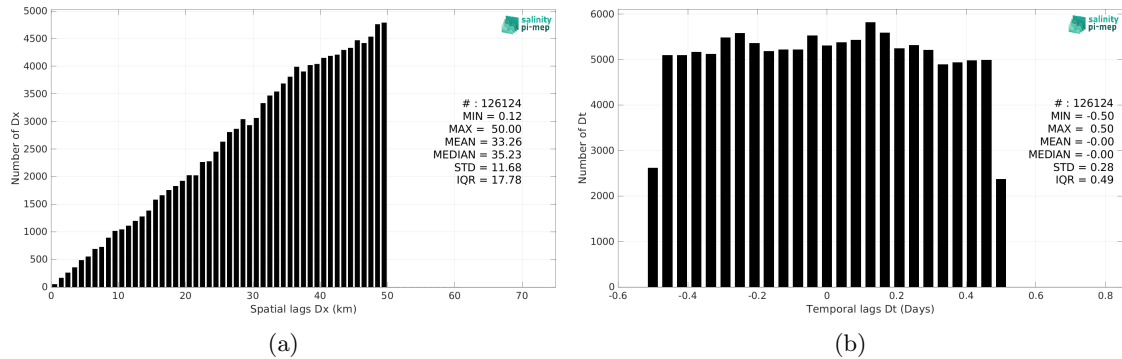 5000
4500
4000
3500
3000
2500
2000
1500
1000
500
0
Number of Dx
salinity
pi-mep
# : 126124
MIN = 0.12
MAX = 50.00
MEAN = 33.26
MEDIAN = 35.23
STD = 11.68
IQR = 17.78
0 10 20 30 40 50 60 70
Spatial lags Dx (km)
(a)
6000
5000
4000
3000
2000
1000
0
Number of Dt
salinity
pi-mep
# : 126124
MIN = -0.50
MAX = 0.50
MEAN = -0.00
MEDIAN = -0.00
STD = 0.28
IQR = 0.49
-0.6 -0.4 -0.2 0 0.2 0.4 0.6 0.8
Temporal lags Dt (Days)
(b)